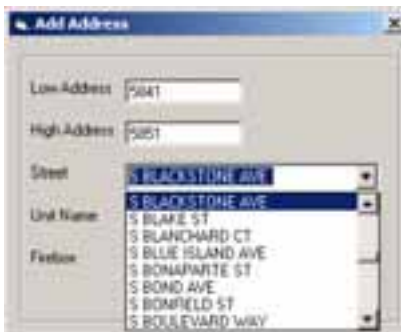 Add Address
Low Address 5841
High Address 5851
Street S BLACKSTONE AVE
S BLACKSTONE AVE
Unit Name S BLAKE ST
S BLANCHARD CT
Firebox S BLUE ISLAND AVE
S BONAPARTE ST
S BOND AVE
S BONFIELD ST
S BOULEVARD WAY